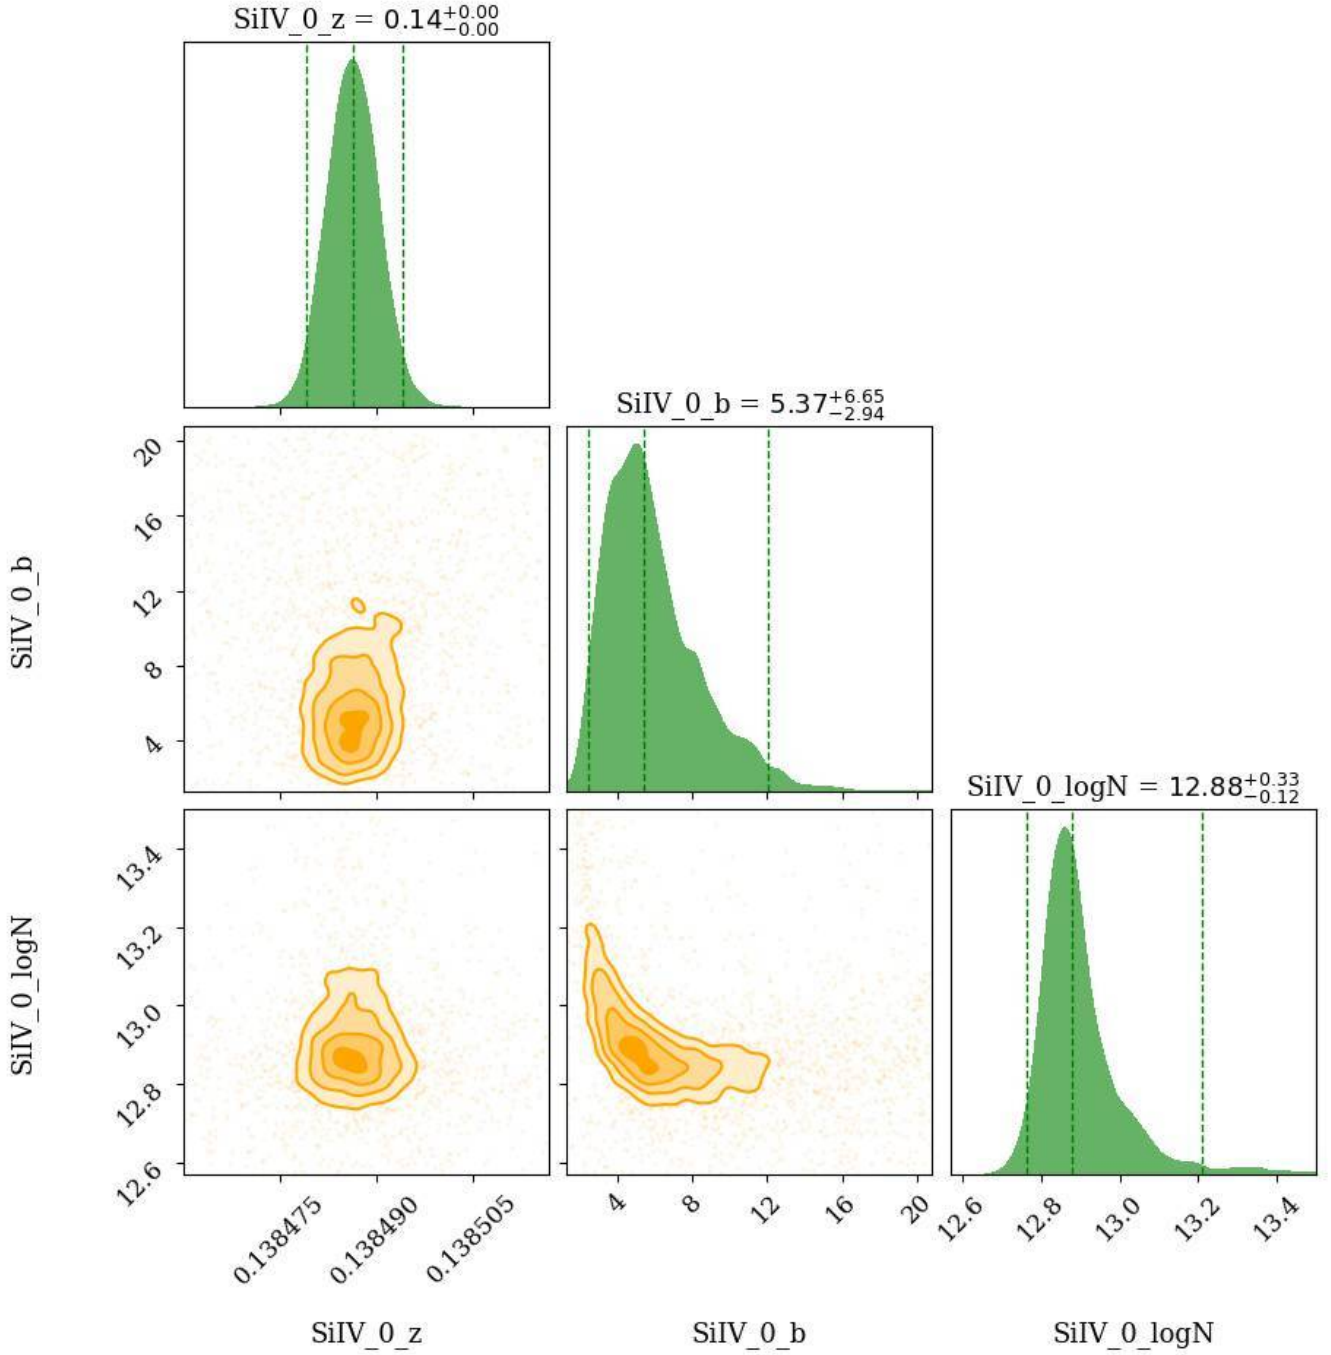 SiIV_0_z = 0.14+0.00 −0.00
SiIV_0_b = 5.37+6.65 −2.94
SiIV_0_logN = 12.88+0.33 −0.12
20
16
12
8
4
SiIV_0_b
13.4
13.2
13.0
12.8
12.6
SiIV_0_logN
0.138475 0.138490 0.138505
4 8 12 16 20
12.6 12.8 13.0 13.2 13.4
SiIV_0_z
SiIV_0_b
SiIV_0_logN